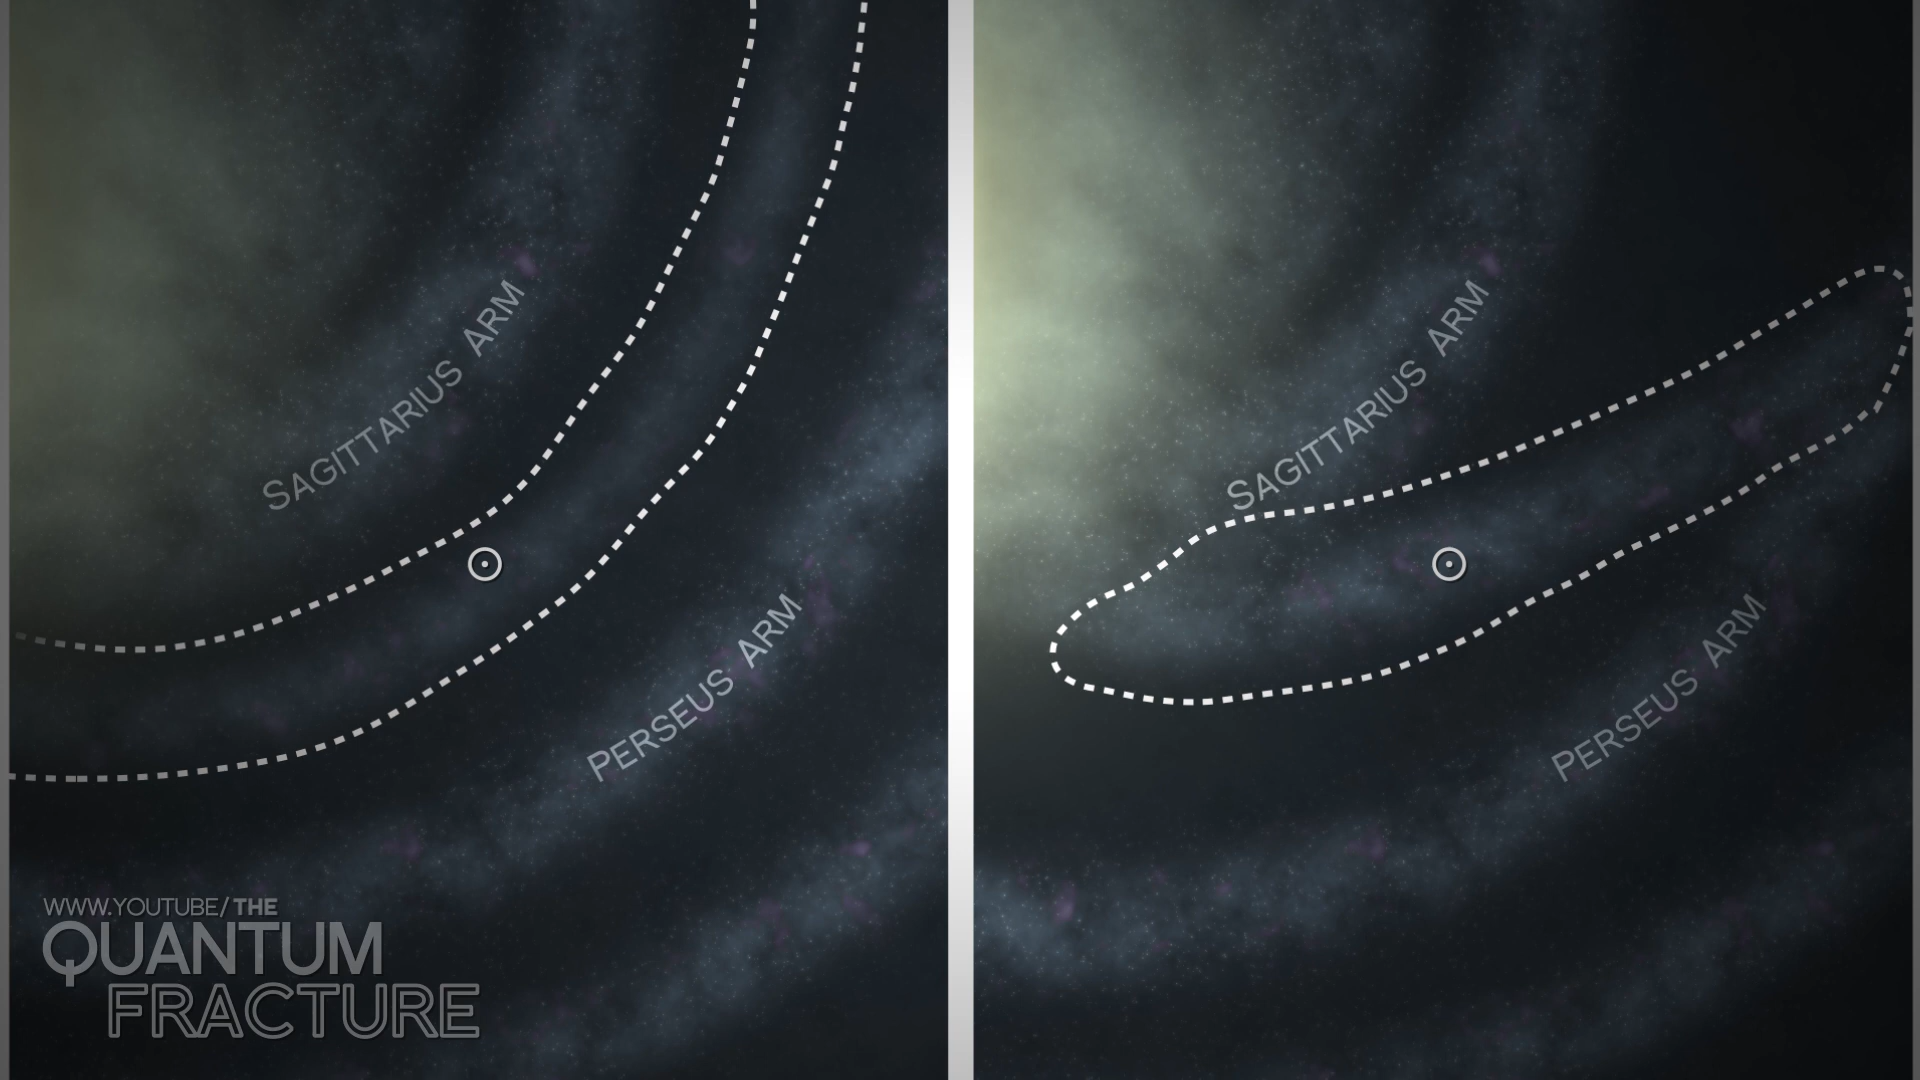 SAGITTARIUS ARM
PERSEUS ARM
WWW.YOUTUBE/THE
QUANTUM
FRACTURE
SAGITTARIUS ARM
PERSEUS ARM